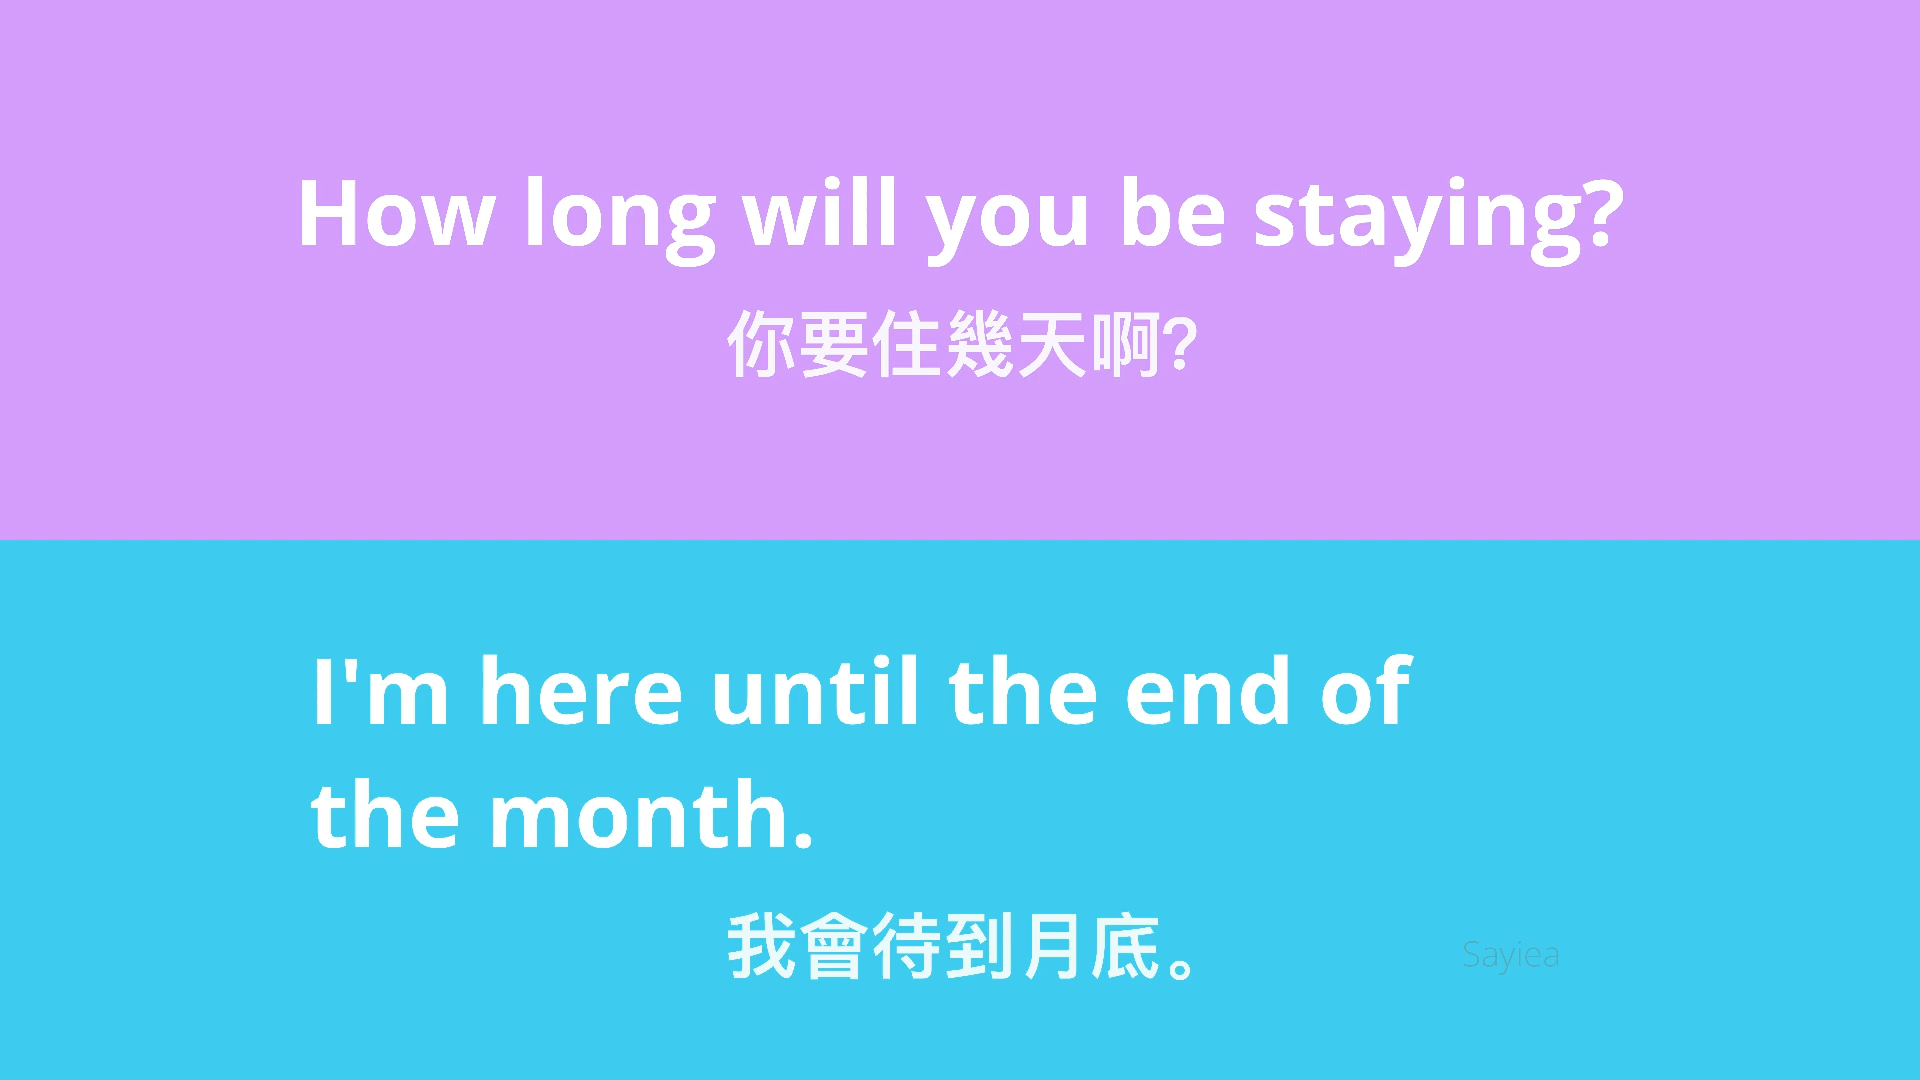 How long will you be staying?
你要住幾天啊?
I'm here until the end of
the month.
我會待到月底。
Sayiea